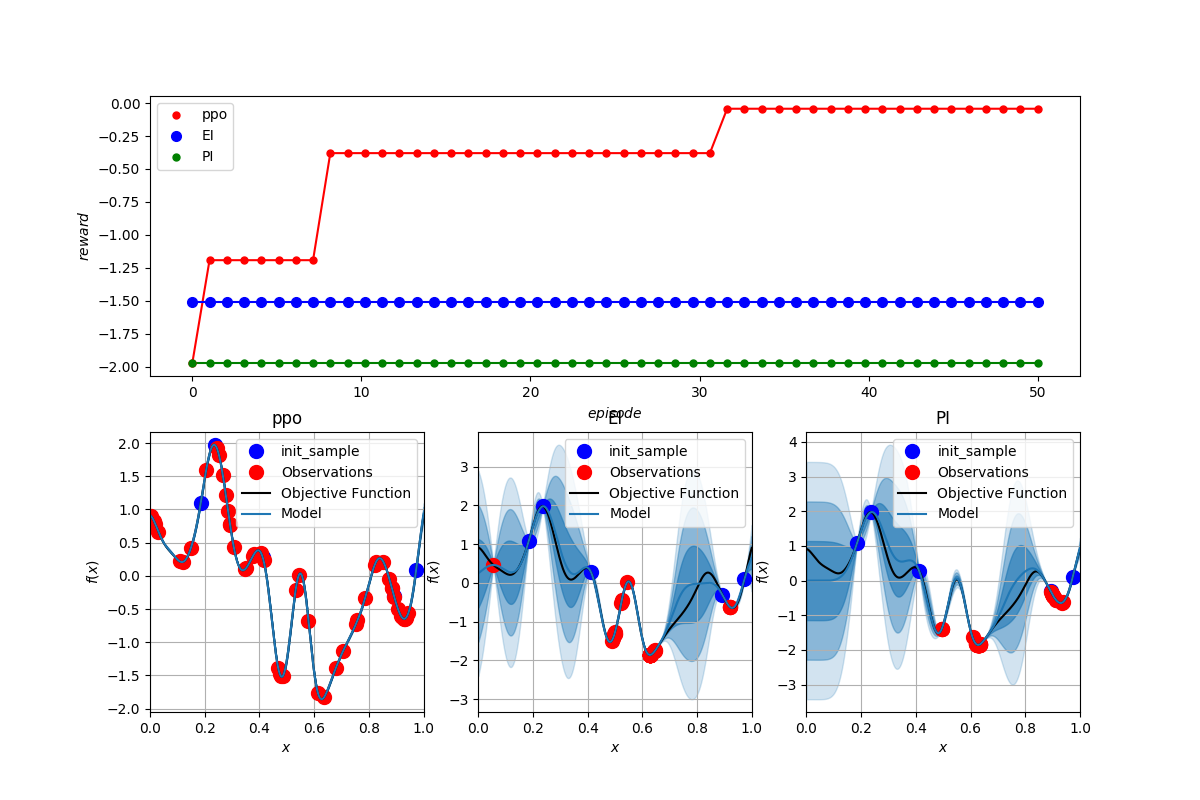 0.00
−0.25
−0.50
−0.75
−1.00
−1.25
−1.50
−1.75
−2.00
reward
ppo
EI
PI
0 10 20 30 40 50
episode
ppo
2.0
1.5
1.0
0.5
0.0
−0.5
−1.0
−1.5
−2.0
f(x)
init_sample
Observations
Objective Function
Model
0.0 0.2 0.4 0.6 0.8 1.0
x
EI
3
2
1
0
−1
−2
−3
f(x)
init_sample
Observations
Objective Function
Model
0.0 0.2 0.4 0.6 0.8 1.0
x
PI
4
3
2
1
0
−1
−2
−3
f(x)
init_sample
Observations
Objective Function
Model
0.0 0.2 0.4 0.6 0.8 1.0
x